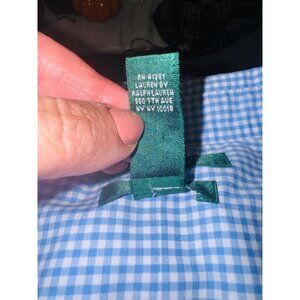 RN 41381
LAUREN BY
RALPH LAUREN
550 7TH AVE
NY NY 10018